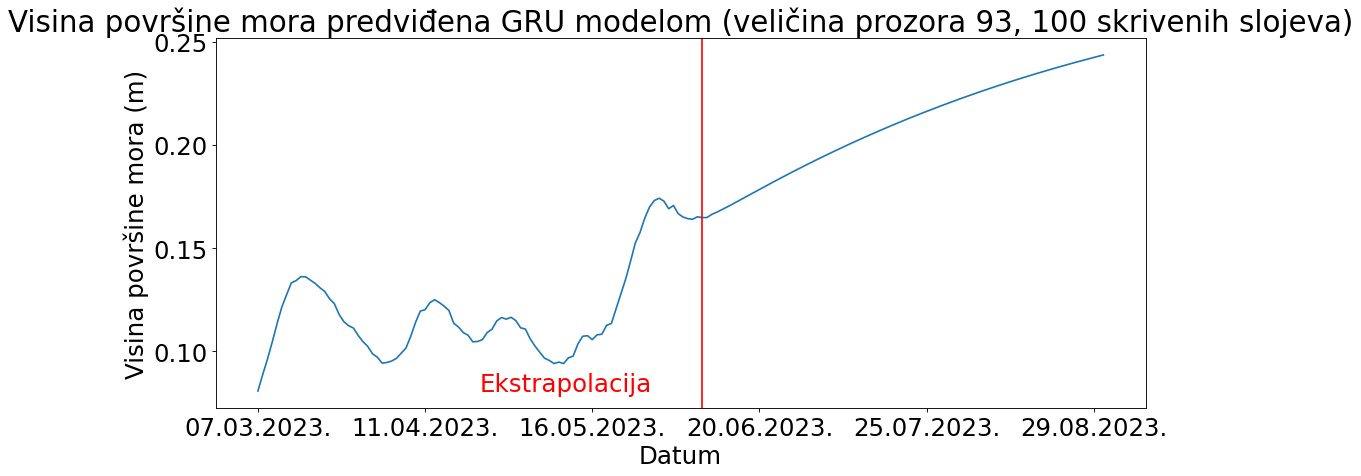 Visina površine mora predviđena GRU modelom (veličina prozora 93, 100 skrivenih slojeva)
Visina površine mora (m)
0.25
0.20
0.15
0.10
Ekstrapolacija
07.03.2023. 11.04.2023. 16.05.2023. 20.06.2023. 25.07.2023. 29.08.2023.
Datum